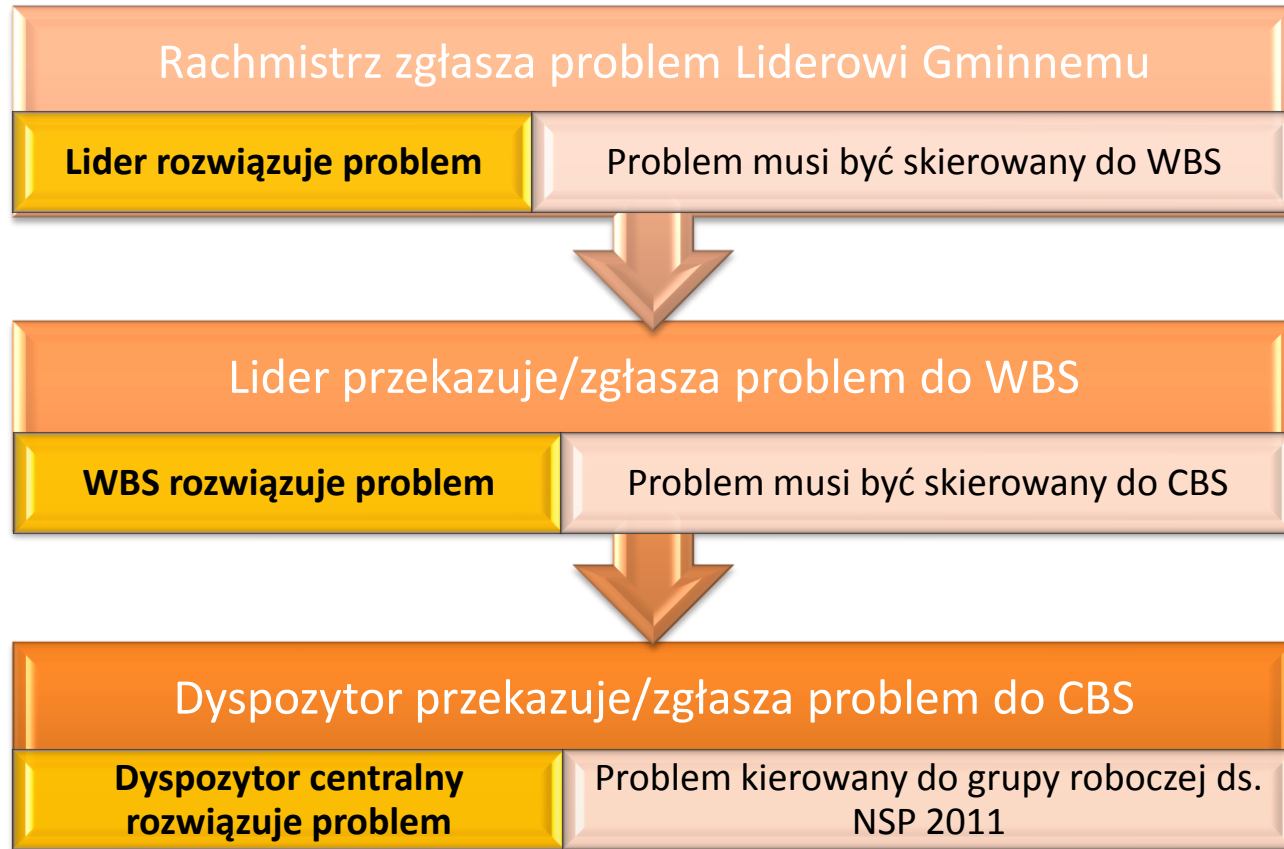 Rachmistrz zgłasza problem Liderowi Gminnemu
Lider rozwiązuje problem
Problem musi być skierowany do WBS
Lider przekazuje/zgłasza problem do WBS
WBS rozwiązuje problem
Problem musi być skierowany do CBS
Dyspozytor przekazuje/zgłasza problem do CBS
Dyspozytor centralny
rozwiązuje problem
Problem kierowany do grupy roboczej ds.
NSP 2011